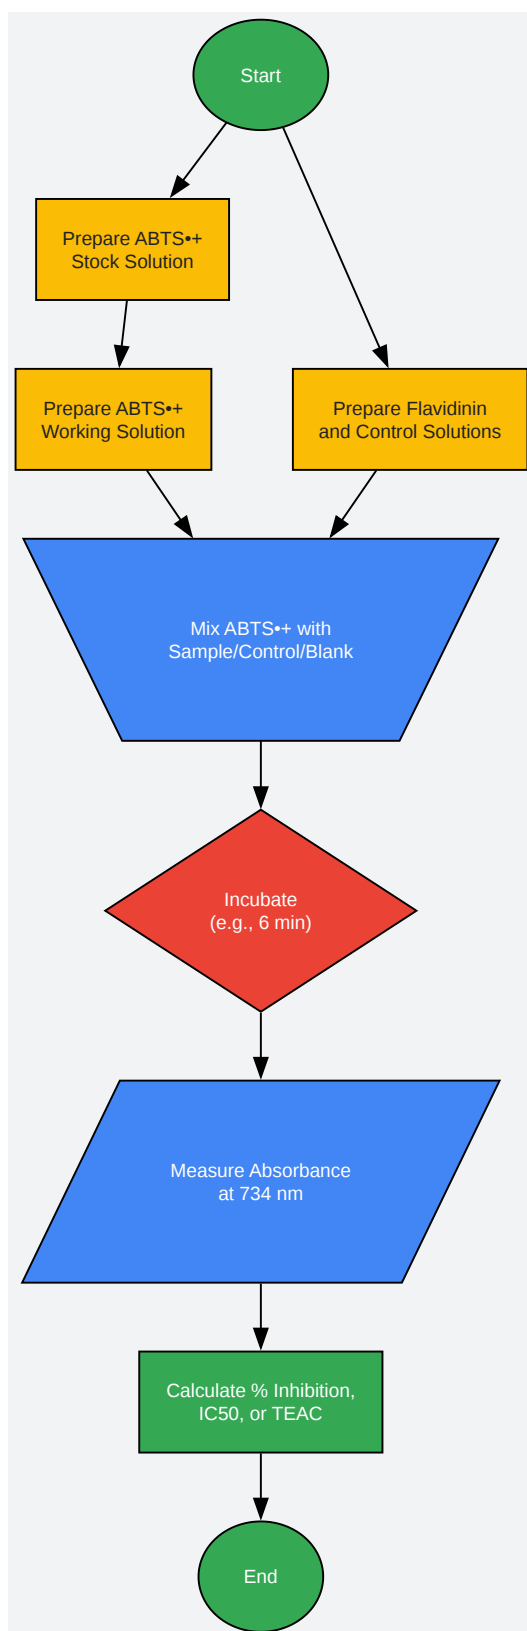 Start
Prepare ABTS•+
Stock Solution
Prepare ABTS•+
Working Solution
Prepare Flavidinin
and Control Solutions
Mix ABTS•+ with
Sample/Control/Blank
Incubate
(e.g., 6 min)
Measure Absorbance
at 734 nm
Calculate % Inhibition,
IC50, or TEAC
End